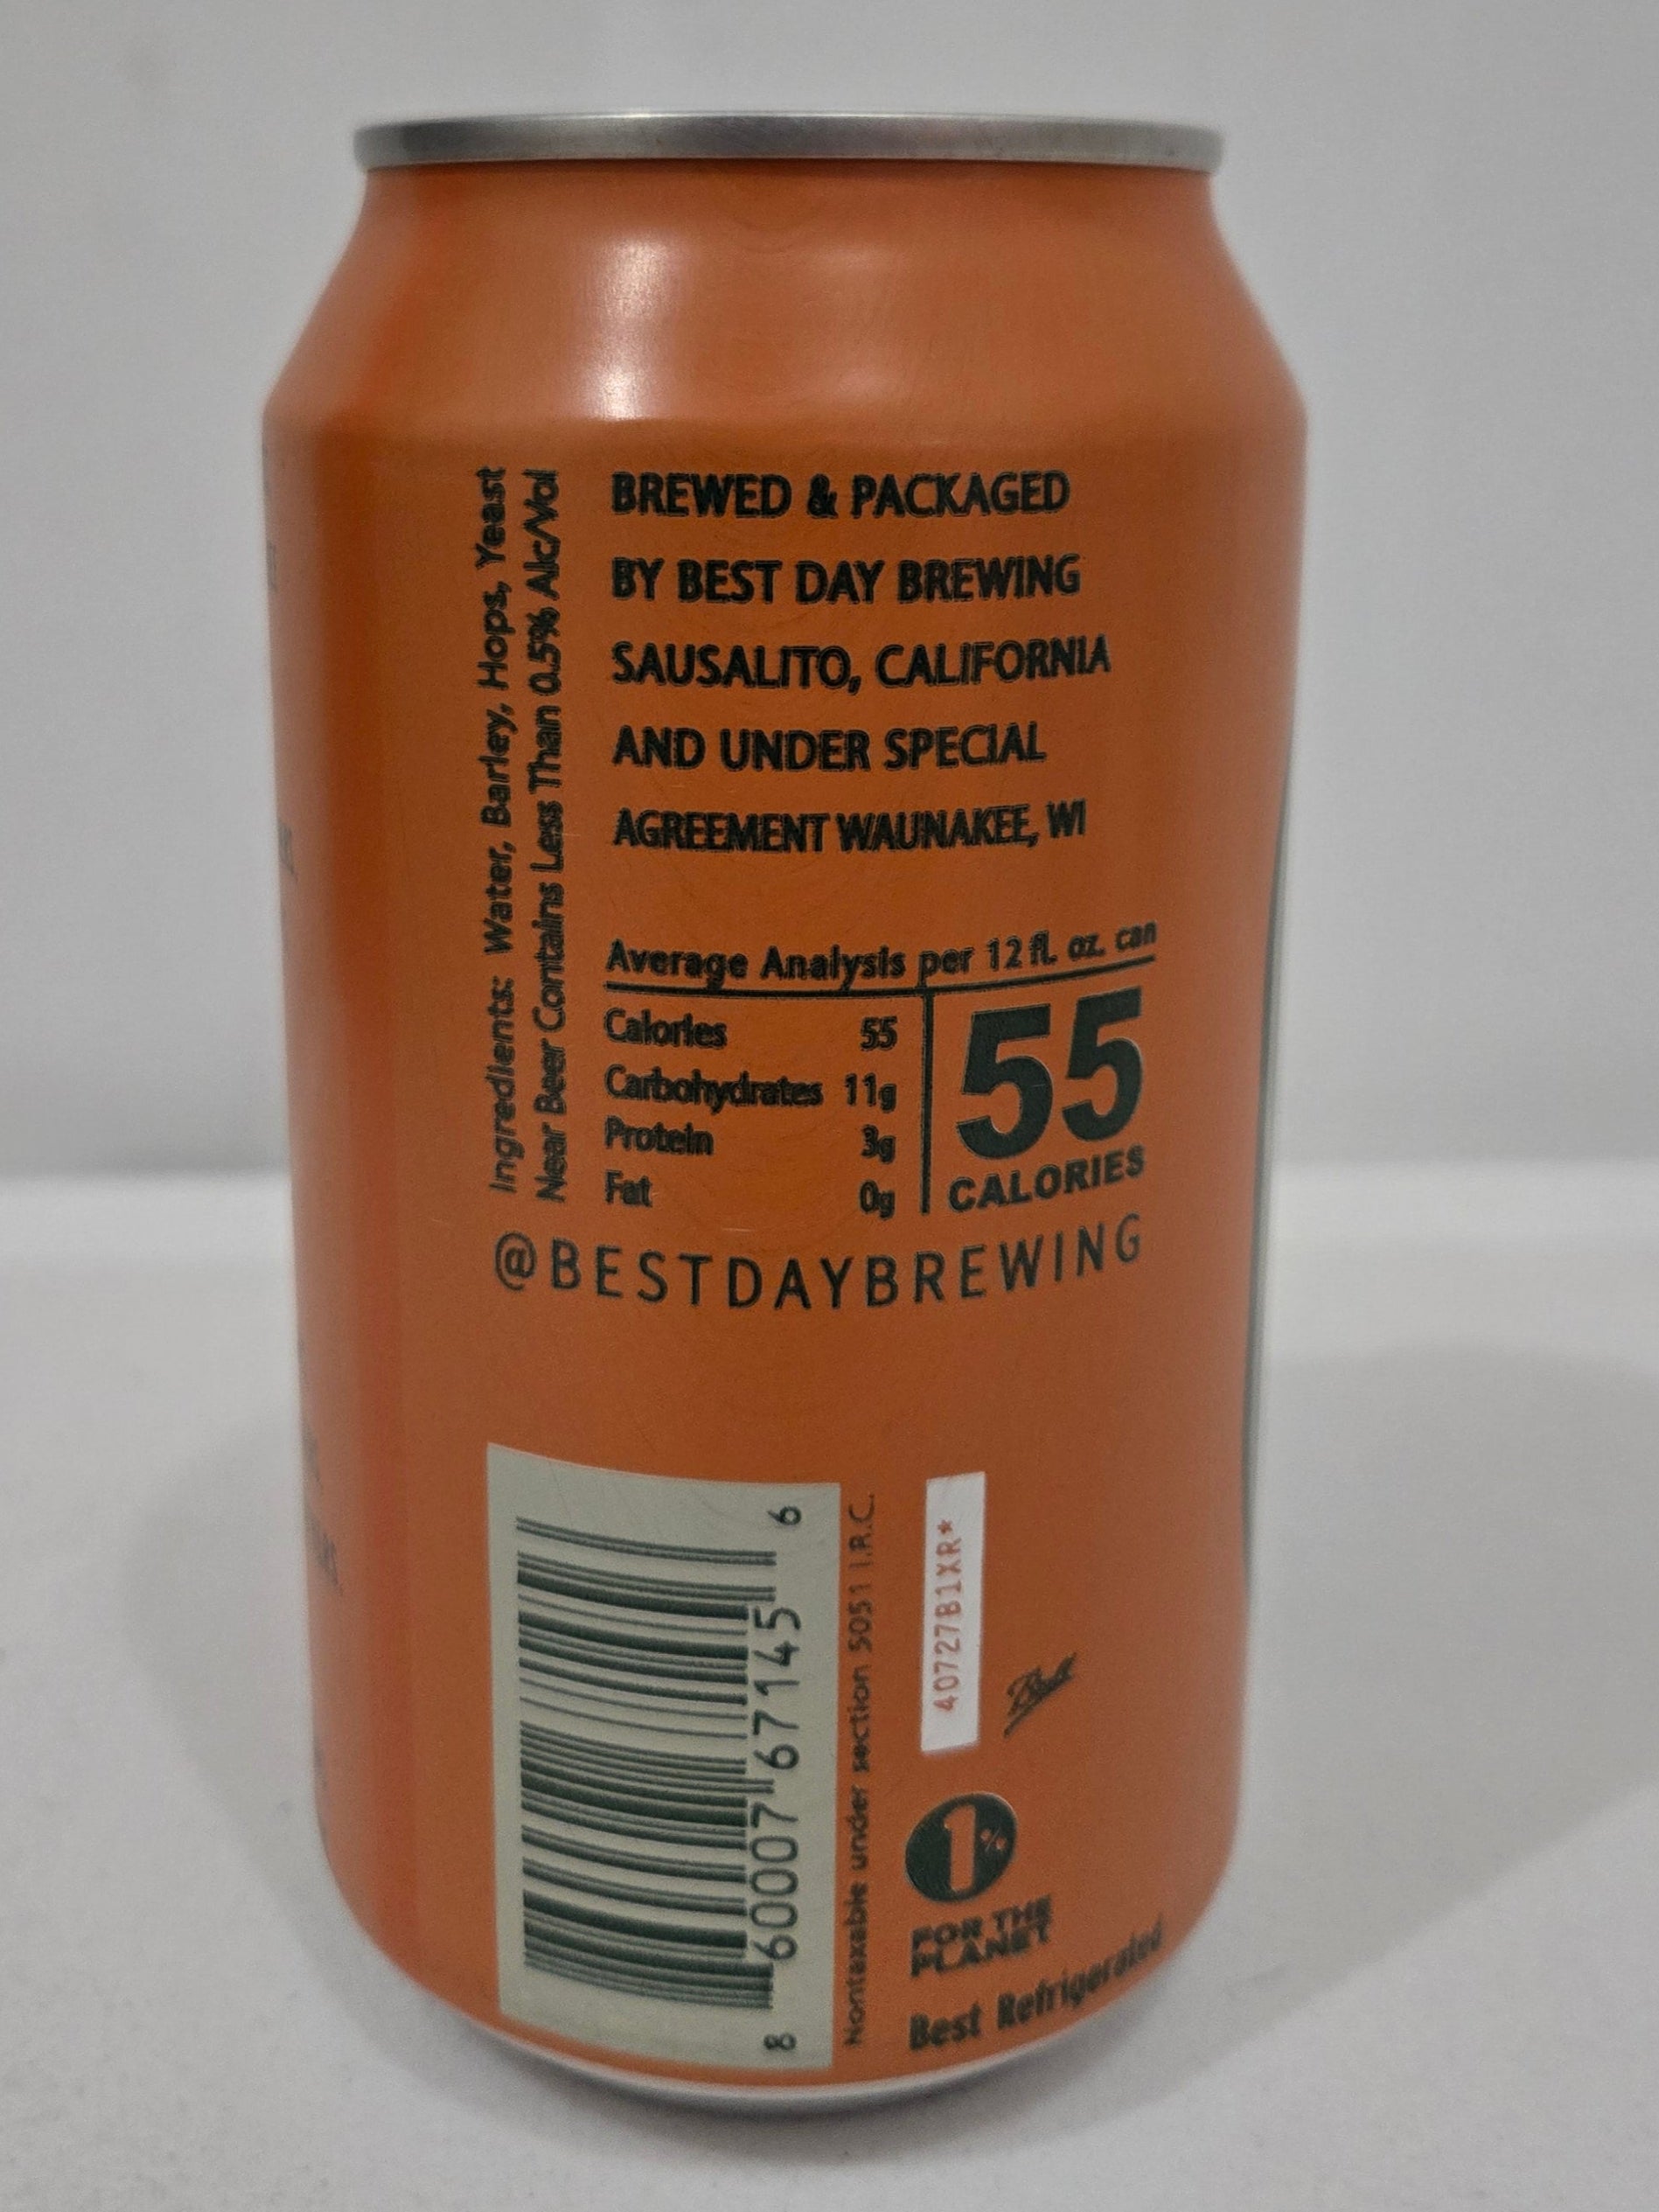 Ingredients: Water, Barley, Hops, Yeast
Near Beer Contains Less Than 0.5% Alc/Vol
BREWED & PACKAGED
BY BEST DAY BREWING
SAUSALITO, CALIFORNIA
AND UNDER SPECIAL
AGREEMENT WAUNAKEE, WI
Average Analysis per 12 fl. oz. can
Calories 55
Carbohydrates 11g
Protein 3g
Fat 0g
55
CALORIES
@BESTDAYBREWING
8 60007 67145 6
Nontaxable under section 5051 I.R.C.
40727B1XR*
Ball
1%
FOR THE
PLANET
Best Refrigerated